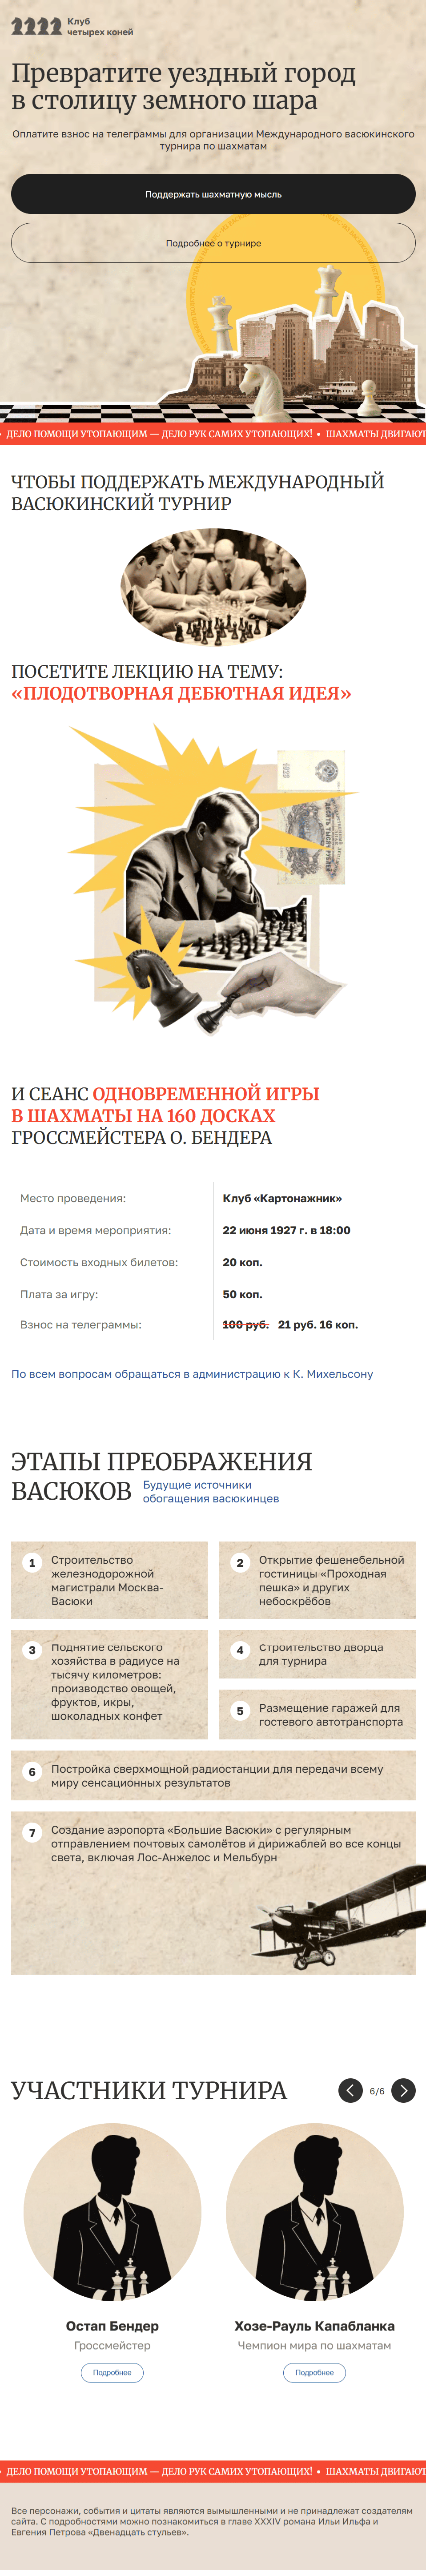 Клуб
четырех коней
Превратите уездный город
в столицу земного шара
Оплатите взнос на телеграммы для организации Международного васюкинского
турнира по шахматам
Поддержать шахматную мысль
Подробнее о турнире
ДЕЛО ПОМОЩИ УТОПАЮЩИМ — ДЕЛО РУК САМИХ УТОПАЮЩИХ! • ШАХМАТЫ ДВИГАЮТ
ЧТОБЫ ПОДДЕРЖАТЬ МЕЖДУНАРОДНЫЙ
ВАСЮКИНСКИЙ ТУРНИР
ПОСЕТИТЕ ЛЕКЦИЮ НА ТЕМУ:
«ПЛОДОТВОРНАЯ ДЕБЮТНАЯ ИДЕЯ»
И СЕАНС ОДНОВРЕМЕННОЙ ИГРЫ
В ШАХМАТЫ НА 160 ДОСКАХ
ГРОССМЕЙСТЕРА О. БЕНДЕРА
Место проведения: Клуб «Картонажник»
Дата и время мероприятия: 22 июня 1927 г. в 18:00
Стоимость входных билетов: 20 коп.
Плата за игру: 50 коп.
Взнос на телеграммы: 100 руб. 21 руб. 16 коп.
По всем вопросам обращаться в администрацию к К. Михельсону
ЭТАПЫ ПРЕОБРАЖЕНИЯ
ВАСЮКОВ
Будущие источники
обогащения васюкинцев
1
Строительство
железнодорожной
магистрали Москва-
Васюки
2
Открытие фешенебельной
гостиницы «Проходная
пешка» и других
небоскрёбов
3
Поднятие сельского
хозяйства в радиусе на
тысячу километров:
производство овощей,
фруктов, икры,
шоколадных конфет
4
Строительство дворца
для турнира
5
Размещение гаражей для
гостевого автотранспорта
6
Постройка сверхмощной радиостанции для передачи всему
миру сенсационных результатов
7
Создание аэропорта «Большие Васюки» с регулярным
отправлением почтовых самолётов и дирижаблей во все концы
света, включая Лос-Анжелос и Мельбурн
УЧАСТНИКИ ТУРНИРА
6/6
Остап Бендер
Гроссмейстер
Подробнее
Хозе-Рауль Капабланка
Чемпион мира по шахматам
Подробнее
ДЕЛО ПОМОЩИ УТОПАЮЩИМ — ДЕЛО РУК САМИХ УТОПАЮЩИХ! • ШАХМАТЫ ДВИГАЮТ
Все персонажи, события и цитаты являются вымышленными и не принадлежат создателям
сайта. С подробностями можно познакомиться в главе XXXIV романа Ильи Ильфа и
Евгения Петрова «Двенадцать стульев».